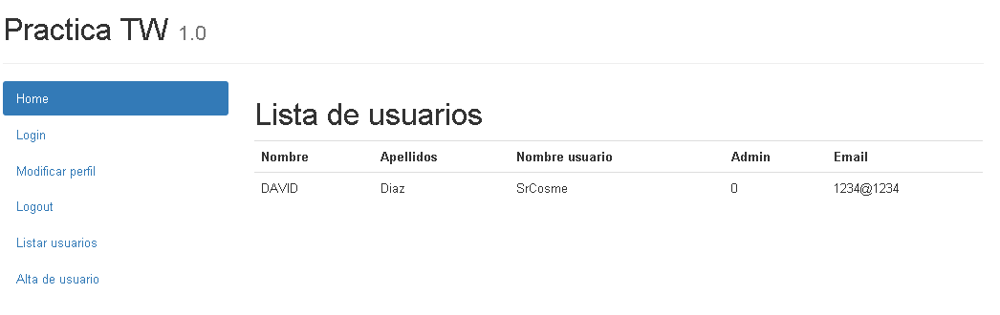 Practica TW 1.0
Home
Login
Modificar perfil
Logout
Listar usuarios
Alta de usuario
Lista de usuarios
Nombre Apellidos Nombre usuario Admin Email
DAVID Diaz SrCosme 0 1234@1234